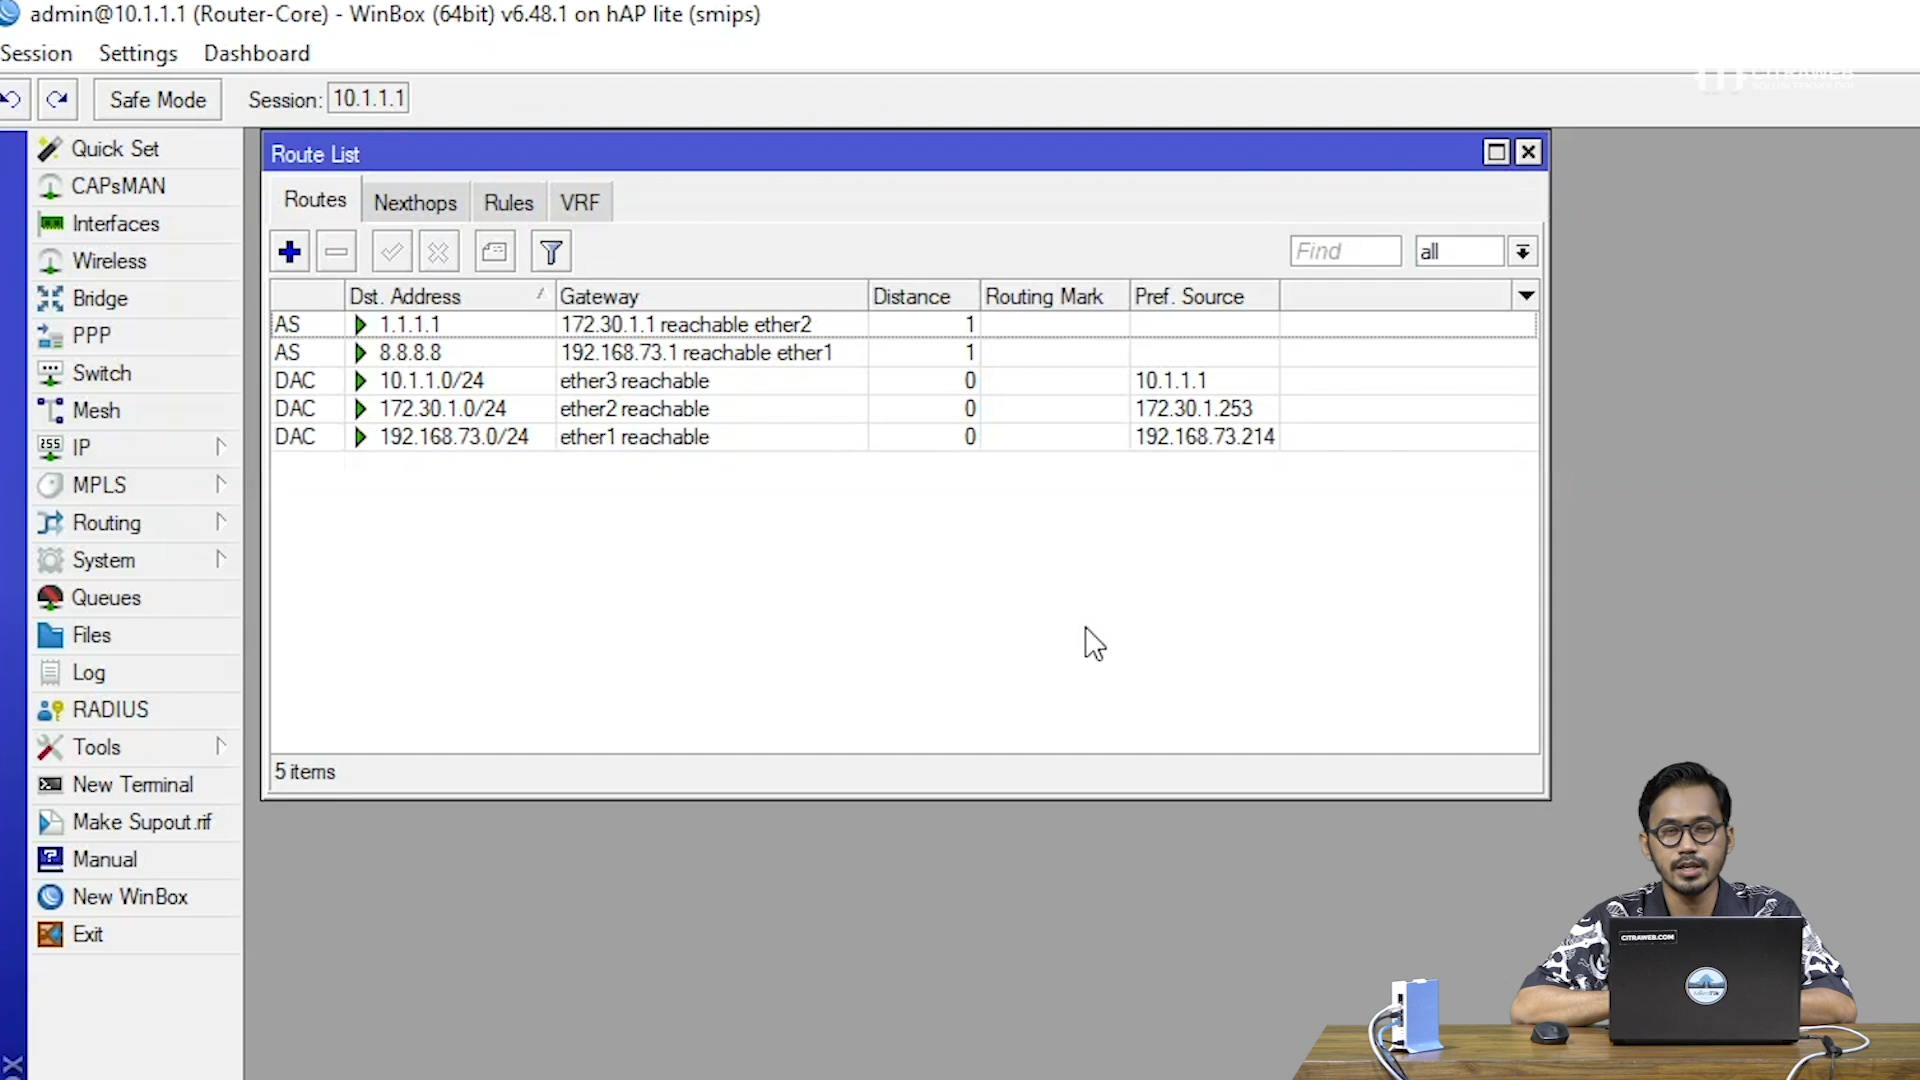 admin@10.1.1.1 (Router-Core) - WinBox (64bit) v6.48.1 on hAP lite (smips)
Session Settings Dashboard
CITRAWEB
Safe Mode Session: 10.1.1.1
Quick Set
CAPsMAN
Interfaces
Wireless
Bridge
PPP
Switch
Mesh
IP
MPLS
Routing
System
Queues
Files
Log
RADIUS
Tools
New Terminal
Make Supout.rif
Manual
New WinBox
Exit
Route List
Routes Nexthops Rules VRF
Find all
Dst. Address Gateway Distance Routing Mark Pref. Source
AS 1.1.1.1 172.30.1.1 reachable ether2 1
AS 8.8.8.8 192.168.73.1 reachable ether1 1
DAC 10.1.1.0/24 ether3 reachable 0 10.1.1.1
DAC 172.30.1.0/24 ether2 reachable 0 172.30.1.253
DAC 192.168.73.0/24 ether1 reachable 0 192.168.73.214
5 items
CITRAWEB.COM